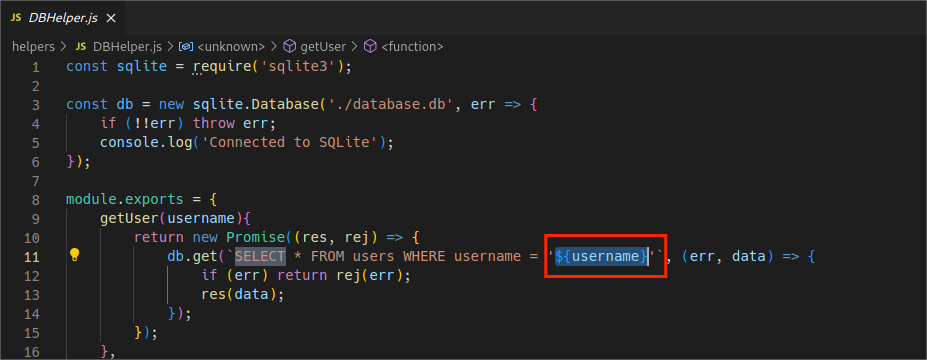 JS DBHelper.js ×
helpers > JS DBHelper.js > <unknown> > getUser > <function>
1 const sqlite = require('sqlite3');
2
3 const db = new sqlite.Database('./database.db', err => {
4 if (!!err) throw err;
5 console.log('Connected to SQLite');
6 });
7
8 module.exports = {
9 getUser(username){
10 return new Promise((res, rej) => {
11 db.get(`SELECT * FROM users WHERE username = '${username}'`, (err, data) => {
12 if (err) return rej(err);
13 res(data);
14 });
15 });
16 },